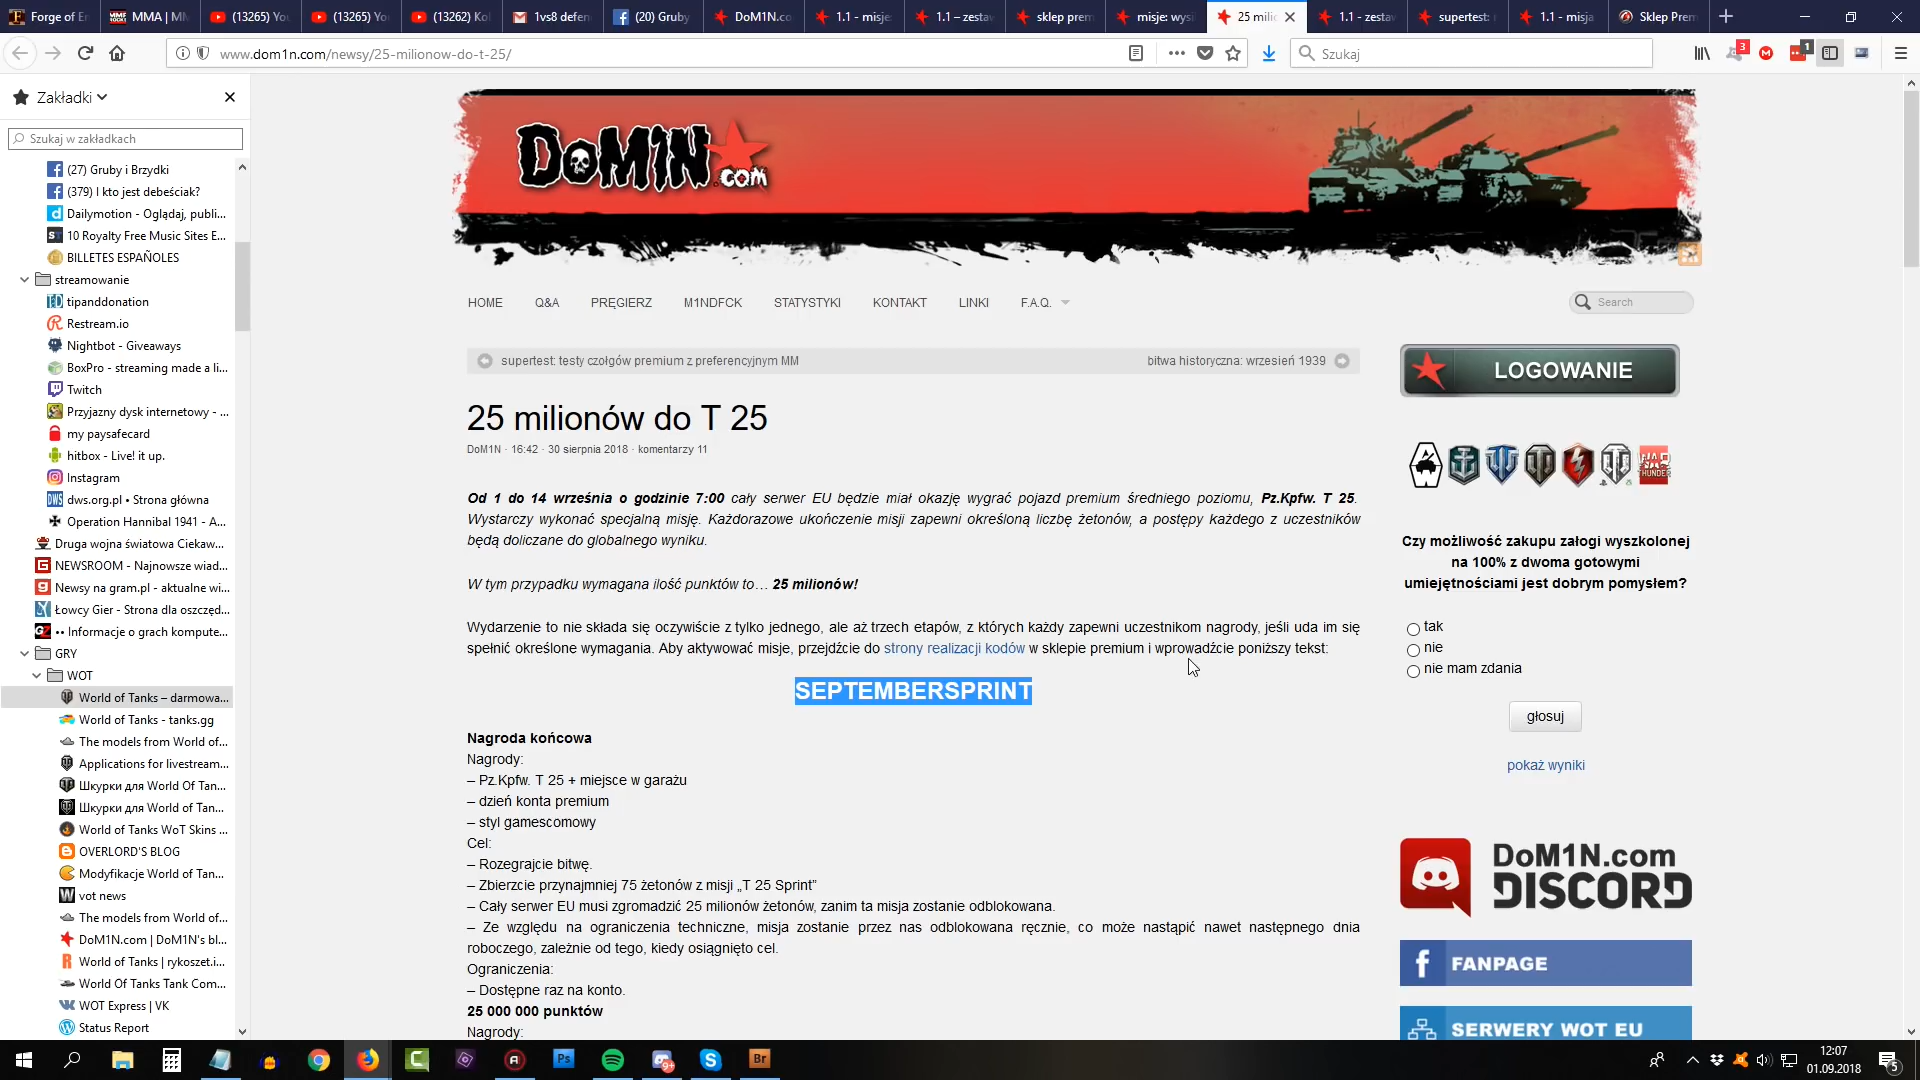 Forge of Er
MMA | M
(13265) Yo
(13265) Yo
(13262) Kol
1vs8 defen
(20) Gruby
DoM1N.co
1.1 - misje:
1.1 – zestaw
sklep prem
misje: wysi
25 mili
1.1 - zestaw
supertest:
1.1 - misja
Sklep Prem
www.dom1n.com/newsy/25-milionow-do-t-25/
Szukaj
3
1
Zakładki
Szukaj w zakładkach
(27) Gruby i Brzydki
(379) I kto jest debeściak?
Dailymotion - Oglądaj, publi...
10 Royalty Free Music Sites E...
BILLETES ESPAÑOLES
streamowanie
tipanddonation
Restream.io
Nightbot - Giveaways
BoxPro - streaming made a li...
Twitch
Przyjazny dysk internetowy - ...
my paysafecard
hitbox - Live! it up.
Instagram
dws.org.pl • Strona główna
Operation Hannibal 1941 - A...
Druga wojna światowa Ciekaw...
NEWSROOM - Najnowsze wiad...
Newsy na gram.pl - aktualne wi...
Łowcy Gier - Strona dla oszczęd...
•• Informacje o grach kompute...
GRY
WOT
World of Tanks – darmowa...
World of Tanks - tanks.gg
The models from World of...
Applications for livestream...
Шкурки для World Of Tan...
Шкурки для World of Tan...
World of Tanks WoT Skins ...
OVERLORD'S BLOG
Modyfikacje World of Tan...
vot news
The models from World of...
DoM1N.com | DoM1N's bl...
World of Tanks | rykoszet.i...
World Of Tanks Tank Com...
WOT Express | VK
Status Report
DoM1N.com
HOME Q&A PRĘGIERZ M1NDFCK STATYSTYKI KONTAKT LINKI F.A.Q.
Search
supertest: testy czołgów premium z preferencyjnym MM
bitwa historyczna: wrzesień 1939
25 milionów do T 25
DoM1N · 16:42 · 30 sierpnia 2018 · komentarzy 11
Od 1 do 14 września o godzinie 7:00 cały serwer EU będzie miał okazję wygrać pojazd premium średniego poziomu, Pz.Kpfw. T 25.
Wystarczy wykonać specjalną misję. Każdorazowe ukończenie misji zapewni określoną liczbę żetonów, a postępy każdego z uczestników
będą doliczane do globalnego wyniku.
W tym przypadku wymagana ilość punktów to… 25 milionów!
Wydarzenie to nie składa się oczywiście z tylko jednego, ale aż trzech etapów, z których każdy zapewni uczestnikom nagrody, jeśli uda im się
spełnić określone wymagania. Aby aktywować misje, przejdźcie do strony realizacji kodów w sklepie premium i wprowadźcie poniższy tekst:
SEPTEMBERSPRINT
Nagroda końcowa
Nagrody:
– Pz.Kpfw. T 25 + miejsce w garażu
– dzień konta premium
– styl gamescomowy
Cel:
– Rozegrajcie bitwę.
– Zbierzcie przynajmniej 75 żetonów z misji „T 25 Sprint”
– Cały serwer EU musi zgromadzić 25 milionów żetonów, zanim ta misja zostanie odblokowana.
– Ze względu na ograniczenia techniczne, misja zostanie przez nas odblokowana ręcznie, co może nastąpić nawet następnego dnia
roboczego, zależnie od tego, kiedy osiągnięto cel.
Ograniczenia:
– Dostępne raz na konto.
25 000 000 punktów
Nagrody:
LOGOWANIE
WAR THUNDER
Czy możliwość zakupu załogi wyszkolonej
na 100% z dwoma gotowymi
umiejętnościami jest dobrym pomysłem?
tak
nie
nie mam zdania
głosuj
pokaż wyniki
DoM1N.com
DISCORD
FANPAGE
SERWERY WOT EU
Ps
Br
9+
12:07
01.09.2018
5